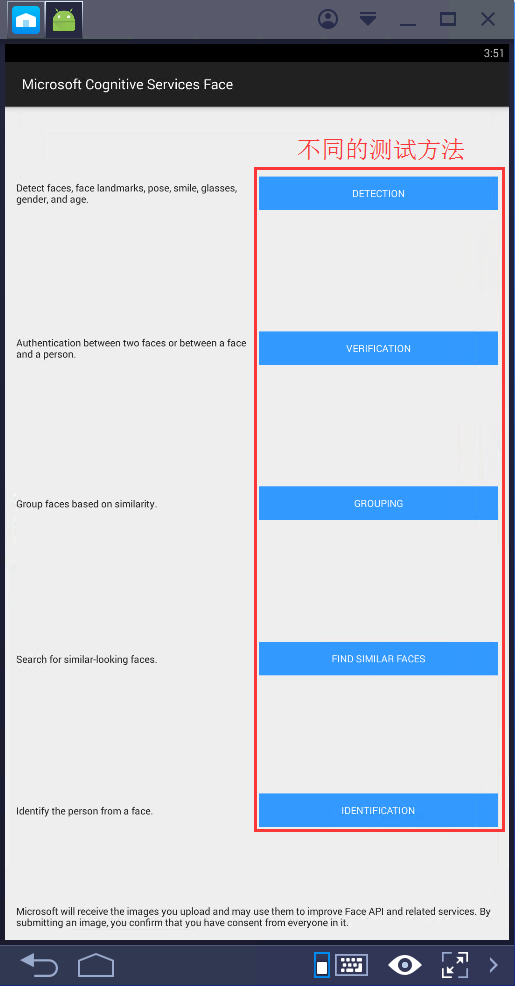 3:51
Microsoft Cognitive Services Face
不同的测试方法
Detect faces, face landmarks, pose, smile, glasses,
gender, and age.
DETECTION
Authentication between two faces or between a face
and a person.
VERIFICATION
Group faces based on similarity.
GROUPING
Search for similar-looking faces.
FIND SIMILAR FACES
Identify the person from a face.
IDENTIFICATION
Microsoft will receive the images you upload and may use them to improve Face API and related services. By
submitting an image, you confirm that you have consent from everyone in it.